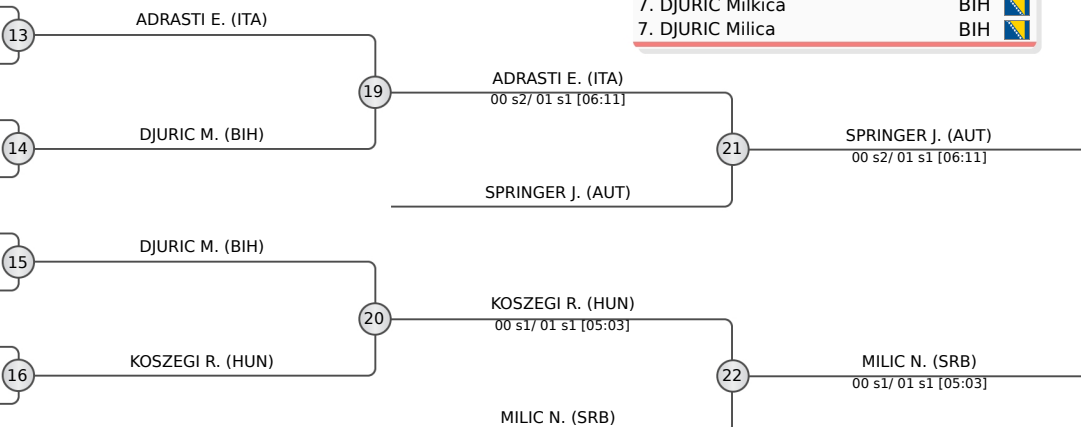 7. DJURIC Milkica BIH
ADRASTI E. (ITA)
7. DJURIC Milica BIH
13
ADRASTI E. (ITA)
19
00 s2/ 01 s1 [06:11]
DJURIC M. (BIH)
SPRINGER J. (AUT)
14
21
00 s2/ 01 s1 [06:11]
SPRINGER J. (AUT)
DJURIC M. (BIH)
15
KOSZEGI R. (HUN)
20
00 s1/ 01 s1 [05:03]
KOSZEGI R. (HUN)
MILIC N. (SRB)
16
22
00 s1/ 01 s1 [05:03]
MILIC N. (SRB)